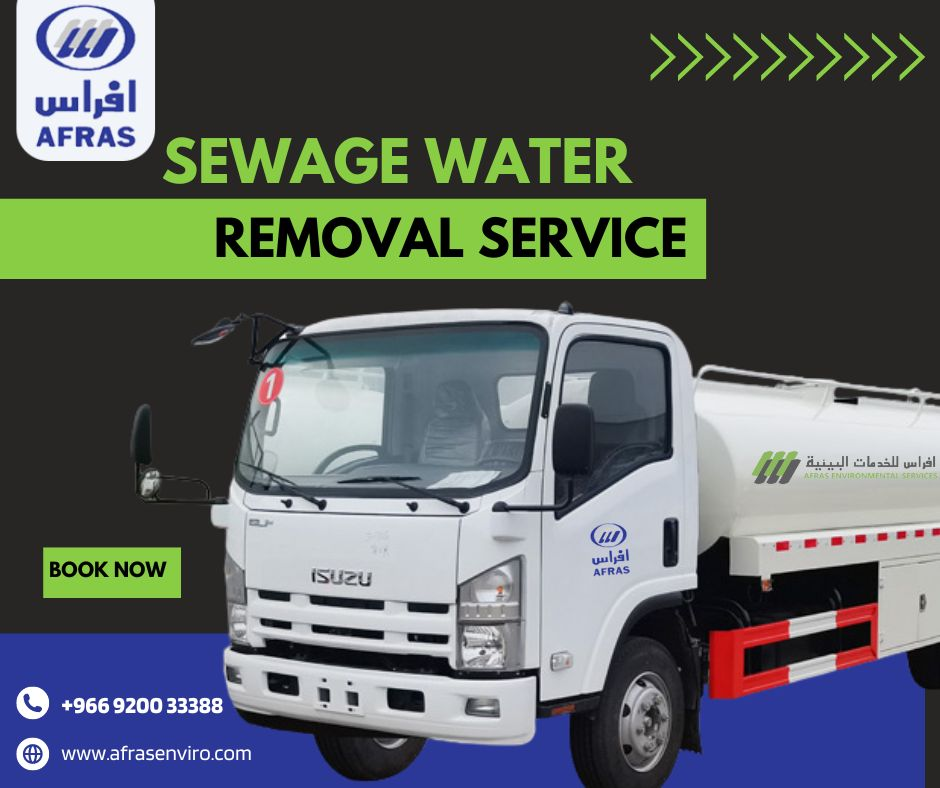 افراس
AFRAS
SEWAGE WATER
REMOVAL SERVICE
1
افراس للخدمات البيئية
AFRAS ENVIRONMENTAL SERVICES
ISUZU
افراس
AFRAS
BOOK NOW
+966 9200 33388
www.afrasenviro.com